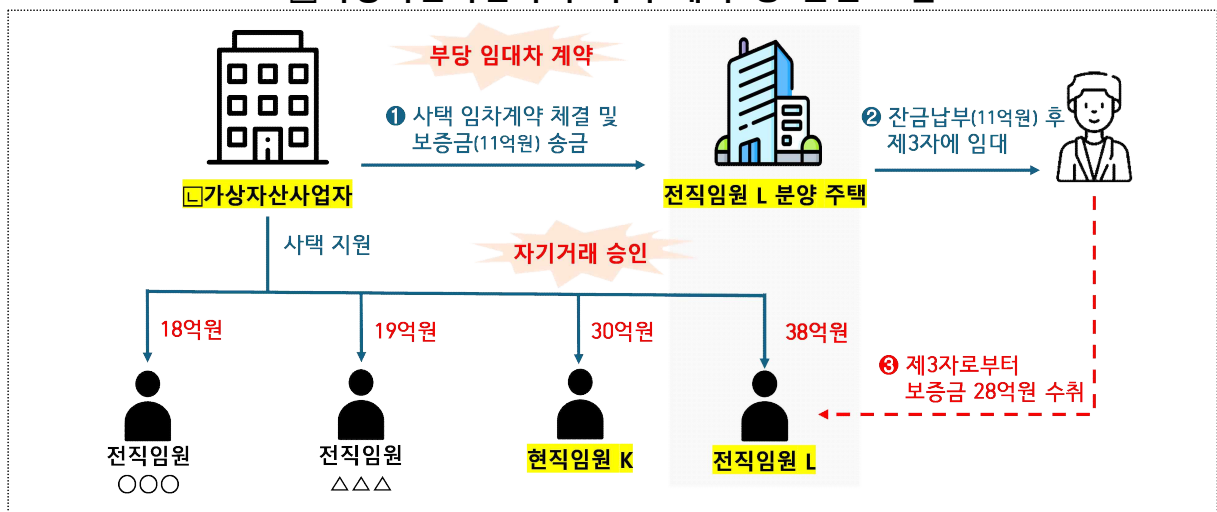 부당 임대차 계약
❶ 사택 임차계약 체결 및
보증금(11억원) 송금
❷ 잔금납부(11억원) 후
제3자에 임대
㉡가상자산사업자
전직임원 L 분양 주택
사택 지원
자기거래 승인
18억원
19억원
30억원
38억원
❸ 제3자로부터
보증금 28억원 수취
전직임원
○○○
전직임원
△△△
현직임원 K
전직임원 L